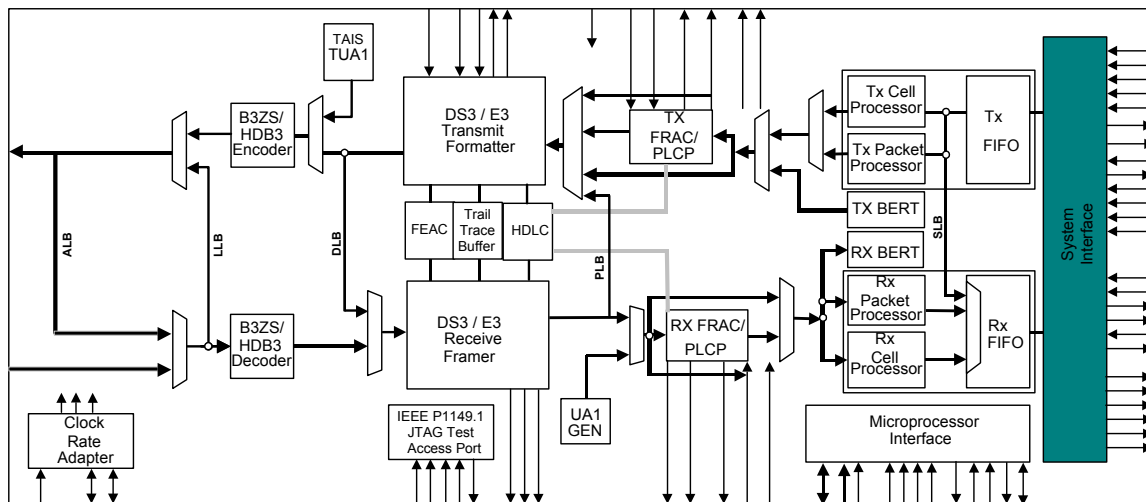 TAIS
TUA1
B3ZS/
HDB3
Encoder
DS3 / E3
Transmit
Formatter
TX
FRAC/
PLCP
Tx Cell
Processor
Tx Packet
Processor
Tx
FIFO
TX BERT
RX BERT
System
Interface
FEAC
Trail
Trace
Buffer
HDLC
ALB
LLB
DLB
PLB
SLB
B3ZS/
HDB3
Decoder
DS3 / E3
Receive
Framer
RX FRAC/
PLCP
Rx
Packet
Processor
Rx
Cell
Processor
Rx
FIFO
UA1
GEN
Clock
Rate
Adapter
IEEE P1149.1
JTAG Test
Access Port
Microprocessor
Interface